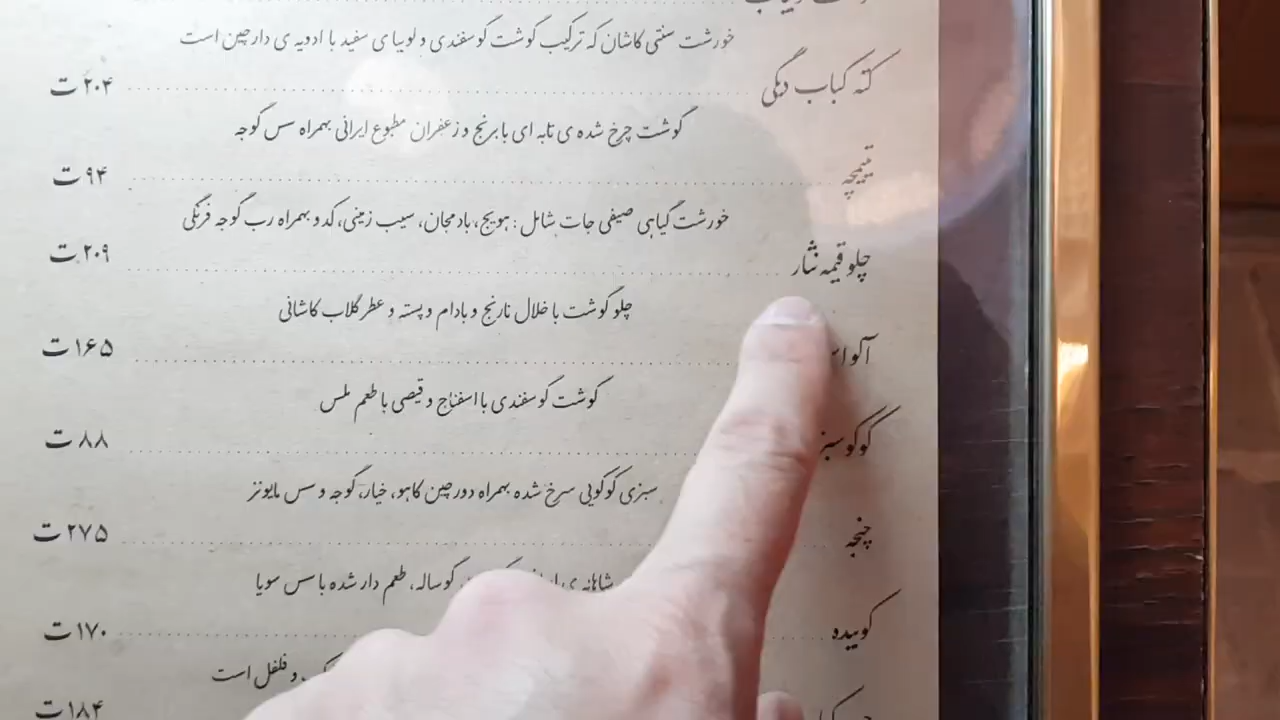 خورشت سنتی کاشان که ترکیب گوشت گوسفندی و لوبیای سفید با ادویه ی دارچین است
کته کباب دیگی ........ ۲۰۴ ت
گوشت چرخ شده ی تابه ای با برنج و زعفران مطبوع ایرانی بهمراه سس گوجه
تیمچه ........ ۹۴ ت
خورشت گیاهی صیفی جات شامل : هویج، بادمجان، سیب زمینی، کدو بهمراه رب گوجه فرنگی
چلو قیمه نثار ........ ۲۰۹ ت
چلو گوشت با خلال نارنج و بادام و پسته و عطر گلاب کاشانی
آلو ........ ۱۶۵ ت
گوشت گوسفندی با اسفناج و قیصی با طعم ملس
کوکو سبز ........ ۸۸ ت
سبزی کوکویی سرخ شده بهمراه دورچین کاهو، خیار، گوجه و سس مایونز
چنجه ........ ۲۷۵ ت
گوساله، طعم دار شده با سس سویا
کوبیده ........ ۱۷۰ ت
و فلفل است
۱۸۴ ت